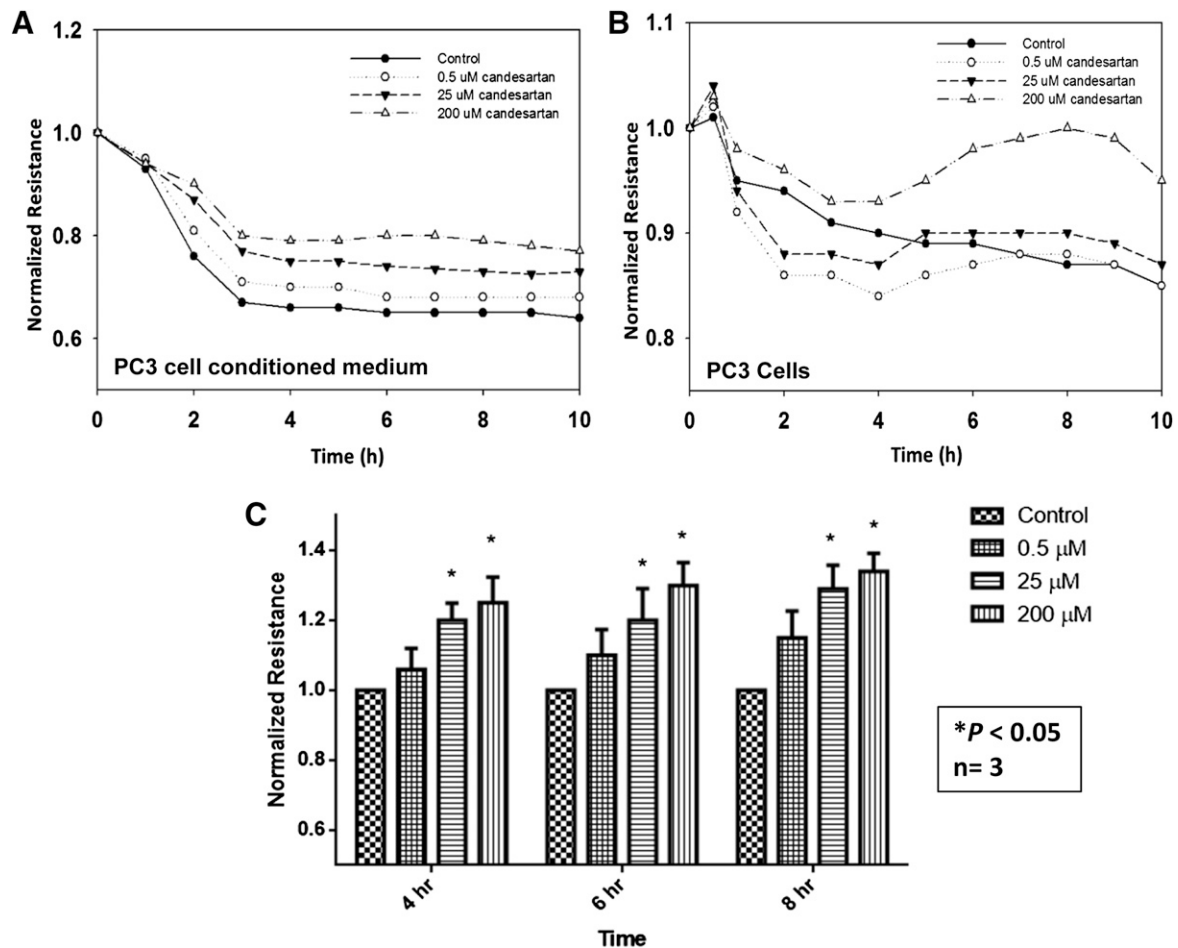 A
1.2
1.0
0.8
0.6
Normalized Resistance
Control
0.5 uM candesartan
25 uM candesartan
200 uM candesartan
PC3 cell conditioned medium
0 2 4 6 8 10
Time (h)
B
1.1
1.0
0.9
0.8
Normalized Resistance
Control
0.5 uM candesartan
25 uM candesartan
200 uM candesartan
PC3 Cells
0 2 4 6 8 10
Time (h)
C
1.4
1.2
1.0
0.8
0.6
Normalized Resistance
* * * * * *
4 hr 6 hr 8 hr
Time
Control
0.5 μM
25 μM
200 μM
*P < 0.05
n= 3